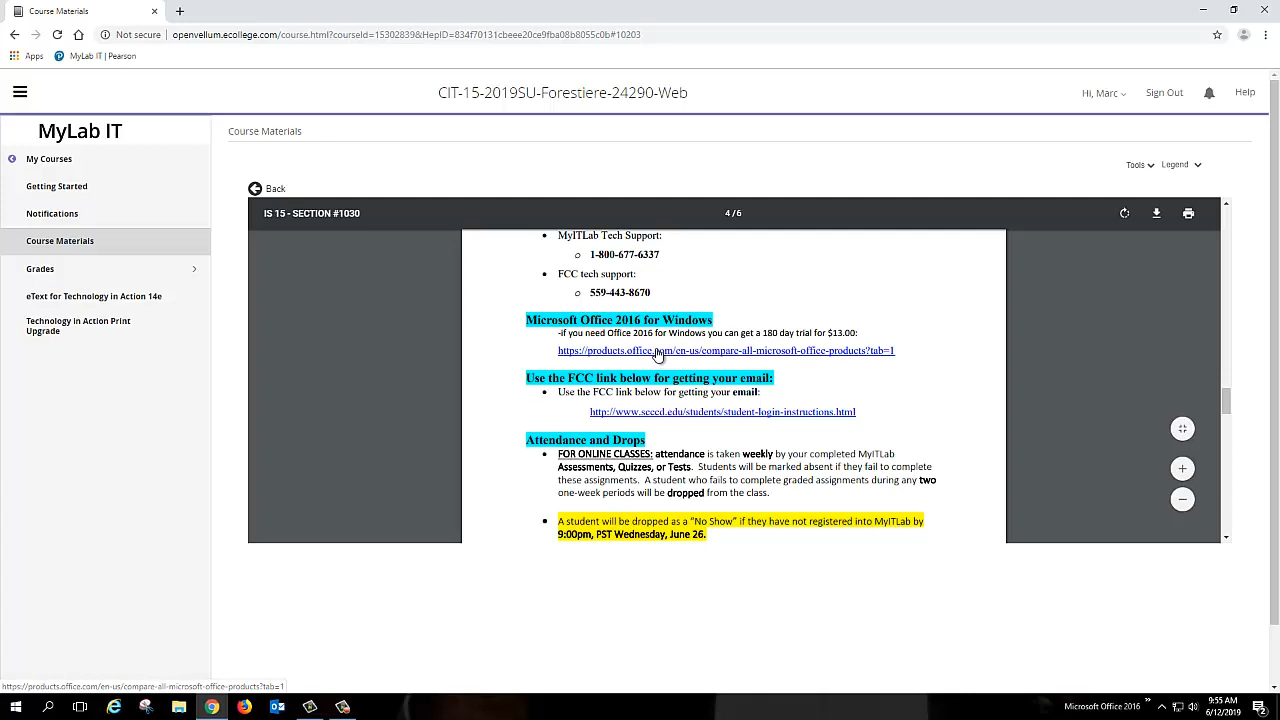 Course Materials
Not secure | openvellum.ecollege.com/course.html?courseId=15302839&HepID=834f70131cbeee20ce9fba08b8055c0b#10203
Apps
MyLab IT | Pearson
CIT-15-2019SU-Forestiere-24290-Web
Hi, Marc
Sign Out
Help
MyLab IT
Course Materials
My Courses
Tools
Legend
Getting Started
Back
Notifications
IS 15 - SECTION #1030
4 / 6
Course Materials
Grades
eText for Technology in Action 14e
Technology in Action Print
Upgrade
• MyITLab Tech Support:
o 1-800-677-6337
• FCC tech support:
o 559-443-8670
Microsoft Office 2016 for Windows
-if you need Office 2016 for Windows you can get a 180 day trial for $13.00:
https://products.office.com/en-us/compare-all-microsoft-office-products?tab=1
Use the FCC link below for getting your email:
• Use the FCC link below for getting your email:
http://www.scccd.edu/students/student-login-instructions.html
Attendance and Drops
• FOR ONLINE CLASSES: attendance is taken weekly by your completed MyITLab
Assessments, Quizzes, or Tests. Students will be marked absent if they fail to complete
these assignments. A student who fails to complete graded assignments during any two
one-week periods will be dropped from the class.
• A student will be dropped as a “No Show” if they have not registered into MyITLab by
9:00pm, PST Wednesday, June 26.
https://products.office.com/en-us/compare-all-microsoft-office-products?tab=1
Microsoft Office 2016
9:55 AM
6/12/2019
2